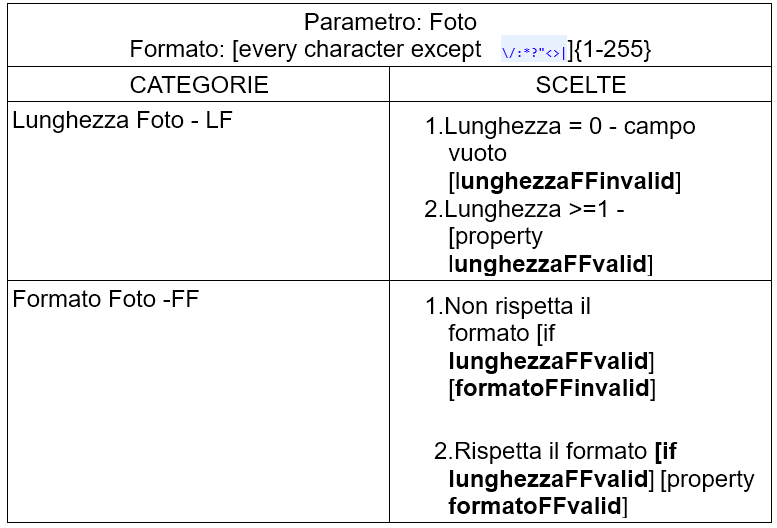 Parametro: Foto
Formato: [every character except \/:*?"<>|]{1-255}
CATEGORIE
SCELTE
Lunghezza Foto - LF
1.Lunghezza = 0 - campo
vuoto
[lunghezzaFFinvalid]
2.Lunghezza >=1 -
[property
lunghezzaFFvalid]
Formato Foto -FF
1.Non rispetta il
formato [if
lunghezzaFFvalid]
[formatoFFinvalid]
2.Rispetta il formato [if
lunghezzaFFvalid] [property
formatoFFvalid]